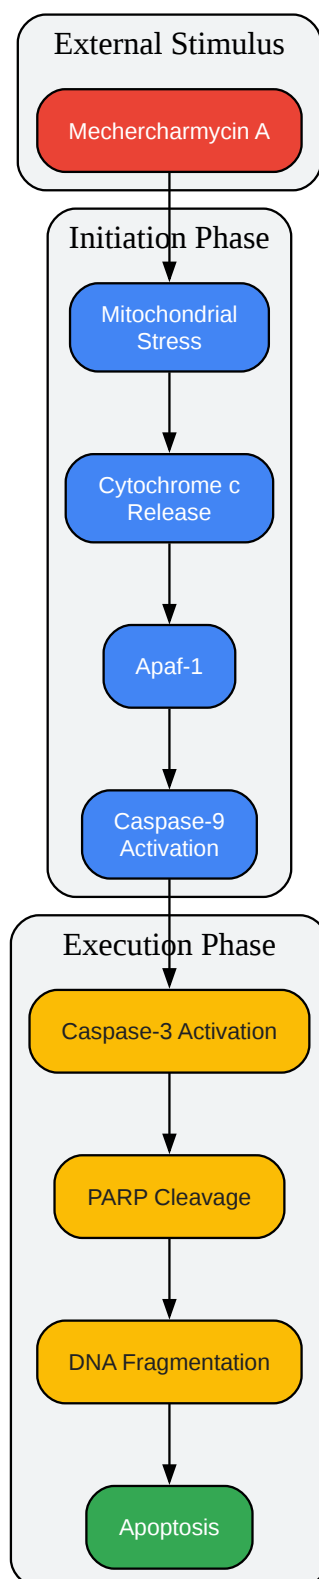 External Stimulus
Mechercharmycin A
Initiation Phase
Mitochondrial
Stress
Cytochrome c
Release
Apaf-1
Caspase-9
Activation
Execution Phase
Caspase-3 Activation
PARP Cleavage
DNA Fragmentation
Apoptosis